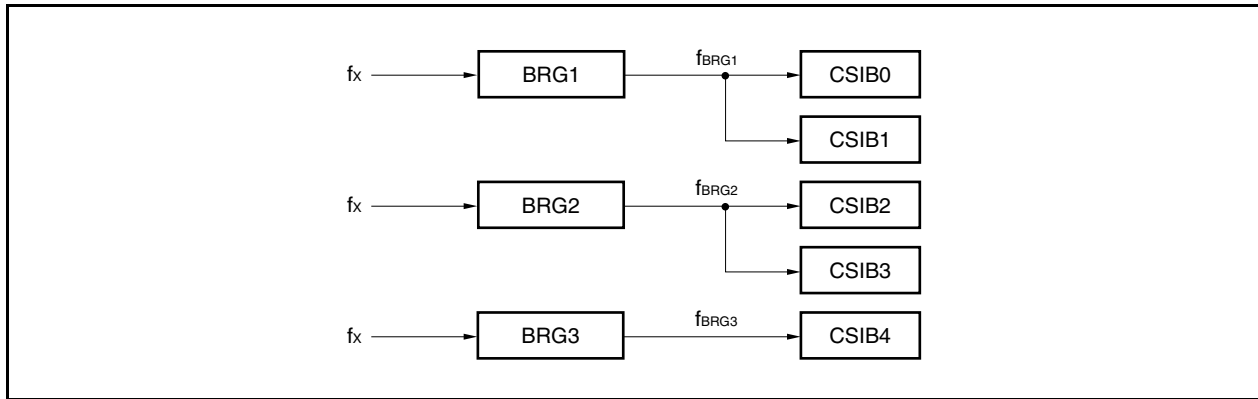 fX BRG1 fBRG1 CSIB0
CSIB1
fX BRG2 fBRG2 CSIB2
CSIB3
fX BRG3 fBRG3 CSIB4